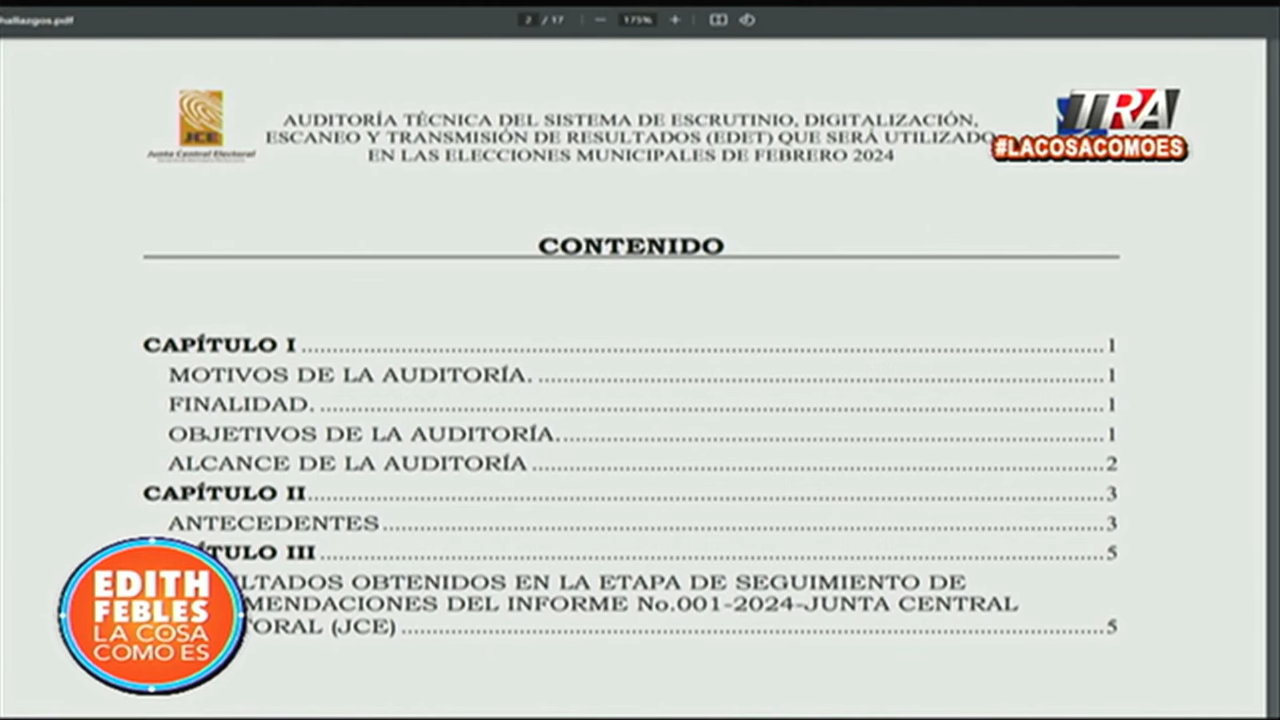 hallazgos.pdf
2 / 17
175%
JCE
Junta Central Electoral
AUDITORÍA TÉCNICA DEL SISTEMA DE ESCRUTINIO, DIGITALIZACIÓN,
ESCANEO Y TRANSMISIÓN DE RESULTADOS (EDET) QUE SERÁ UTILIZADO
EN LAS ELECCIONES MUNICIPALES DE FEBRERO 2024
TRA
#LACOSACOMOES
CONTENIDO
CAPÍTULO I 1
MOTIVOS DE LA AUDITORÍA. 1
FINALIDAD. 1
OBJETIVOS DE LA AUDITORÍA. 1
ALCANCE DE LA AUDITORÍA 2
CAPÍTULO II 3
ANTECEDENTES 3
ÍTULO III 5
ULTADOS OBTENIDOS EN LA ETAPA DE SEGUIMIENTO DE
MENDACIONES DEL INFORME No.001-2024-JUNTA CENTRAL
TORAL (JCE) 5
EDITH
FEBLES
LA COSA
COMO ES